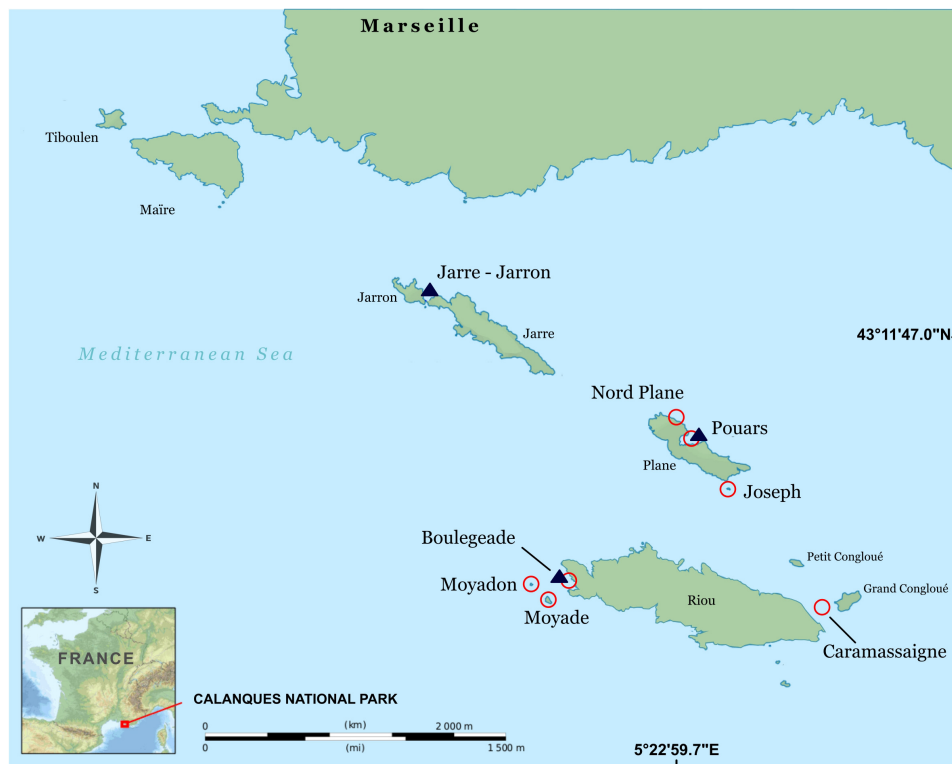 Marseille
Tiboulen
Maïre
Jarre - Jarron
Jarron
Jarre
Mediterranean Sea
43°11'47.0"N
Nord Plane
Pouars
Plane
Joseph
N
W E
S
Boulegeade
Petit Congloué
Moyadon
Grand Congloué
Riou
Moyade
Caramassaigne
FRANCE
CALANQUES NATIONAL PARK
0 (km) 2 000 m
0 (mi) 1 500 m
5°22'59.7"E